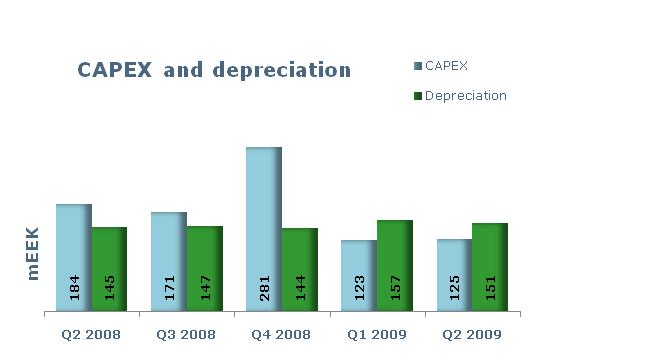 CAPEX and depreciation
CAPEX
Depreciation
mEEK
184 145 171 147 281 144 123 157 125 151
Q2 2008 Q3 2008 Q4 2008 Q1 2009 Q2 2009